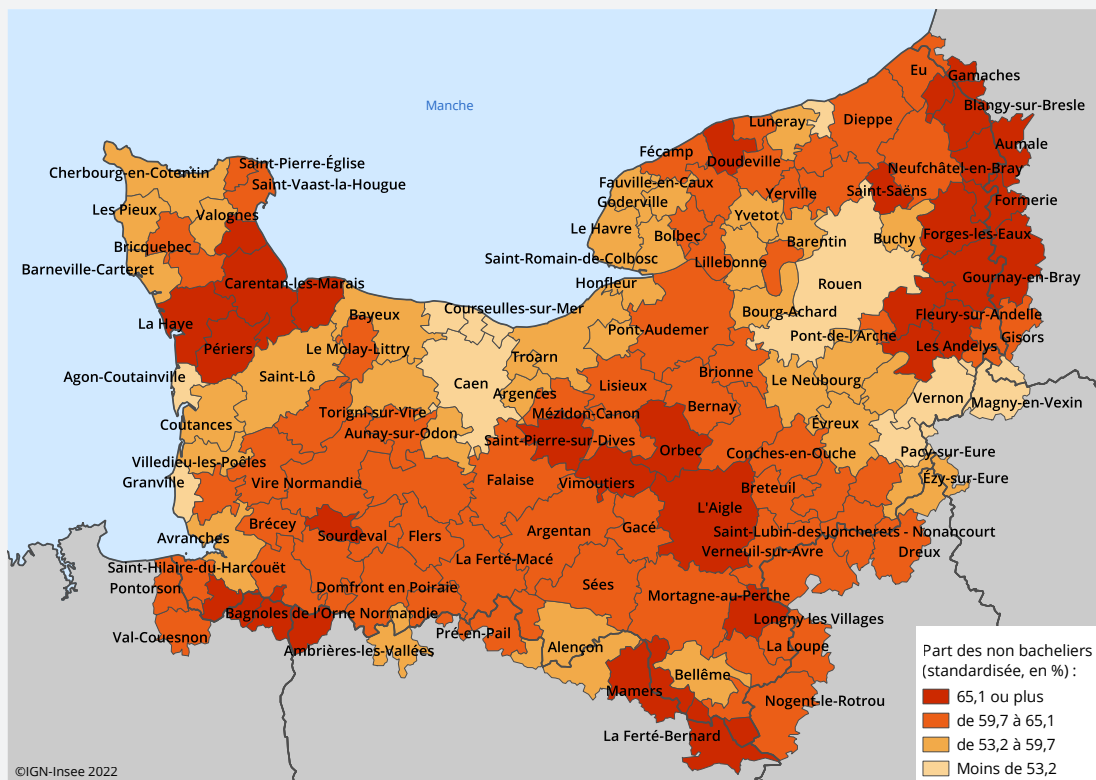 Eu
Gamaches
Manche
Blangy-sur-Bresle
Luneray
Dieppe
Aumale
Fécamp
Doudeville
Saint-Pierre-Église
Neufchâtel-en-Bray
Cherbourg-en-Cotentin
Fauville-en-Caux
Saint-Vaast-la-Hougue
Yerville
Saint-Saëns
Goderville
Formerie
Les Pieux
Valognes
Yvetot
Le Havre
Bolbec
Barentin
Buchy
Forges-les-Eaux
Bricquebec
Saint-Romain-de-Colbosc
Lillebonne
Barneville-Carteret
Gournay-en-Bray
Carentan-les-Marais
Honfleur
Rouen
Courseulles-sur-Mer
Bayeux
Bourg-Achard
Fleury-sur-Andelle
La Haye
Pont-Audemer
Pont-de-l'Arche
Gisors
Périers
Le Molay-Littry
Les Andelys
Troarn
Agon-Coutainville
Saint-Lô
Brionne
Caen
Lisieux
Le Neubourg
Argences
Vernon
Magny-en-Vexin
Bernay
Torigni-sur-Vire
Mézidon-Canon
Coutances
Évreux
Aunay-sur-Odon
Saint-Pierre-sur-Dives
Orbec
Conches-en-Ouche
Pacy-sur-Eure
Villedieu-les-Poêles
Granville
Vire Normandie
Falaise
Vimoutiers
Breteuil
Ézy-sur-Eure
L'Aigle
Brécey
Sourdeval
Flers
Argentan
Gacé
Saint-Lubin-des-Joncherets - Nonancourt
Avranches
Verneuil-sur-Avre
Dreux
La Ferté-Macé
Saint-Hilaire-du-Harcouët
Pontorson
Domfront en Poiraie
Sées
Mortagne-au-Perche
Bagnoles de l'Orne Normandie
Longny les Villages
Val-Couesnon
Pré-en-Pail
Ambrières-les-Vallées
Alençon
La Loupe
Bellême
Mamers
Nogent-le-Rotrou
La Ferté-Bernard
Part des non bacheliers
(standardisée, en %) :
65,1 ou plus
de 59,7 à 65,1
de 53,2 à 59,7
Moins de 53,2
©IGN-Insee 2022